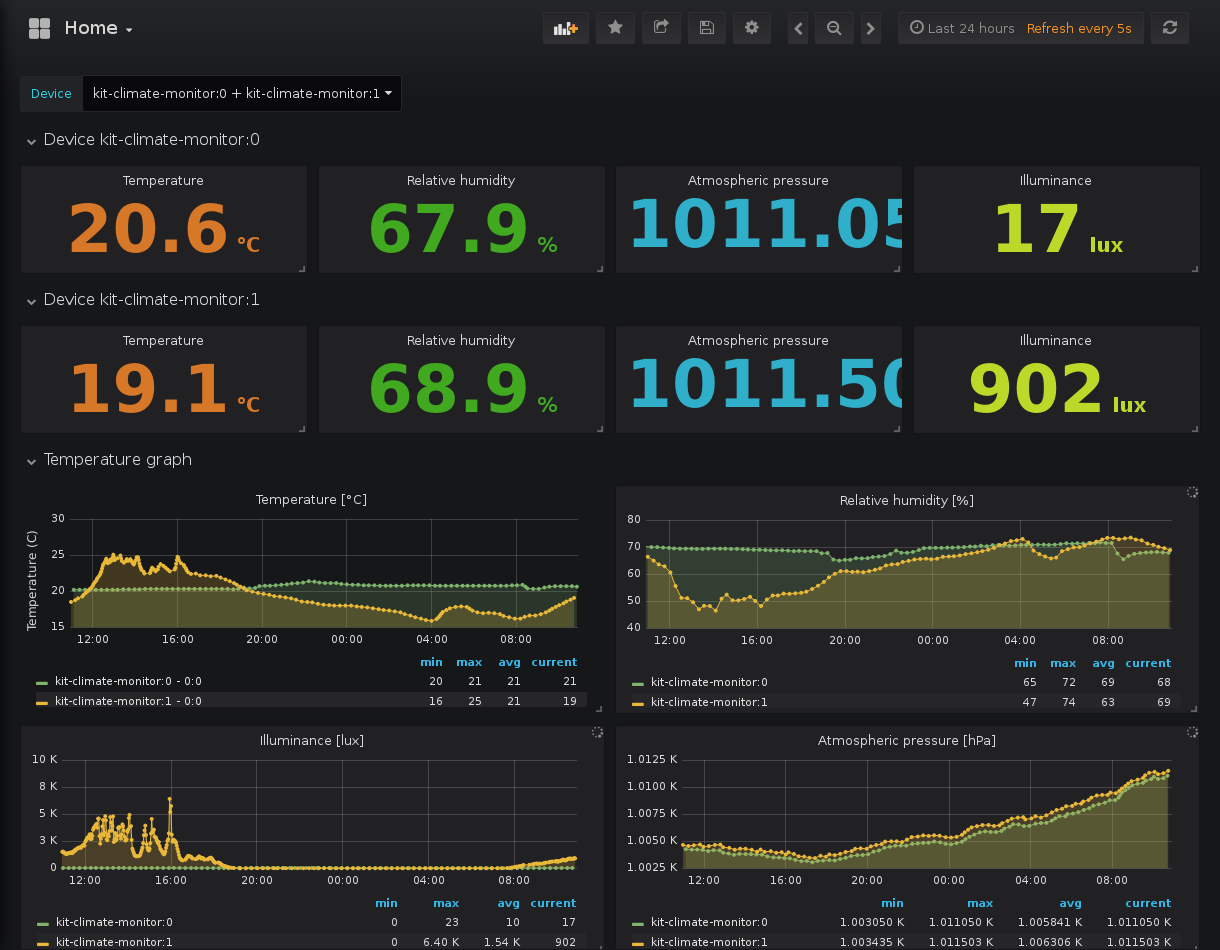 Home
Last 24 hours Refresh every 5s
Device kit-climate-monitor:0 + kit-climate-monitor:1
Device kit-climate-monitor:0
Temperature Relative humidity Atmospheric pressure Illuminance
20.6 °C 67.9 % 1011.05 17 lux
Device kit-climate-monitor:1
Temperature Relative humidity Atmospheric pressure Illuminance
19.1 °C 68.9 % 1011.50 902 lux
Temperature graph
Temperature [°C]
Temperature (C)
30
25
20
15
12:00 16:00 20:00 00:00 04:00 08:00
min max avg current
kit-climate-monitor:0 - 0:0 20 21 21 21
kit-climate-monitor:1 - 0:0 16 25 21 19
Relative humidity [%]
80
70
60
50
40
12:00 16:00 20:00 00:00 04:00 08:00
min max avg current
kit-climate-monitor:0 65 72 69 68
kit-climate-monitor:1 47 74 63 69
Illuminance [lux]
10 K
8 K
5 K
3 K
0
12:00 16:00 20:00 00:00 04:00 08:00
min max avg current
kit-climate-monitor:0 0 23 10 17
kit-climate-monitor:1 0 6.40 K 1.54 K 902
Atmospheric pressure [hPa]
1.0125 K
1.0100 K
1.0075 K
1.0050 K
1.0025 K
12:00 16:00 20:00 00:00 04:00 08:00
min max avg current
kit-climate-monitor:0 1.003050 K 1.011050 K 1.005841 K 1.011050 K
kit-climate-monitor:1 1.003435 K 1.011503 K 1.006306 K 1.011503 K